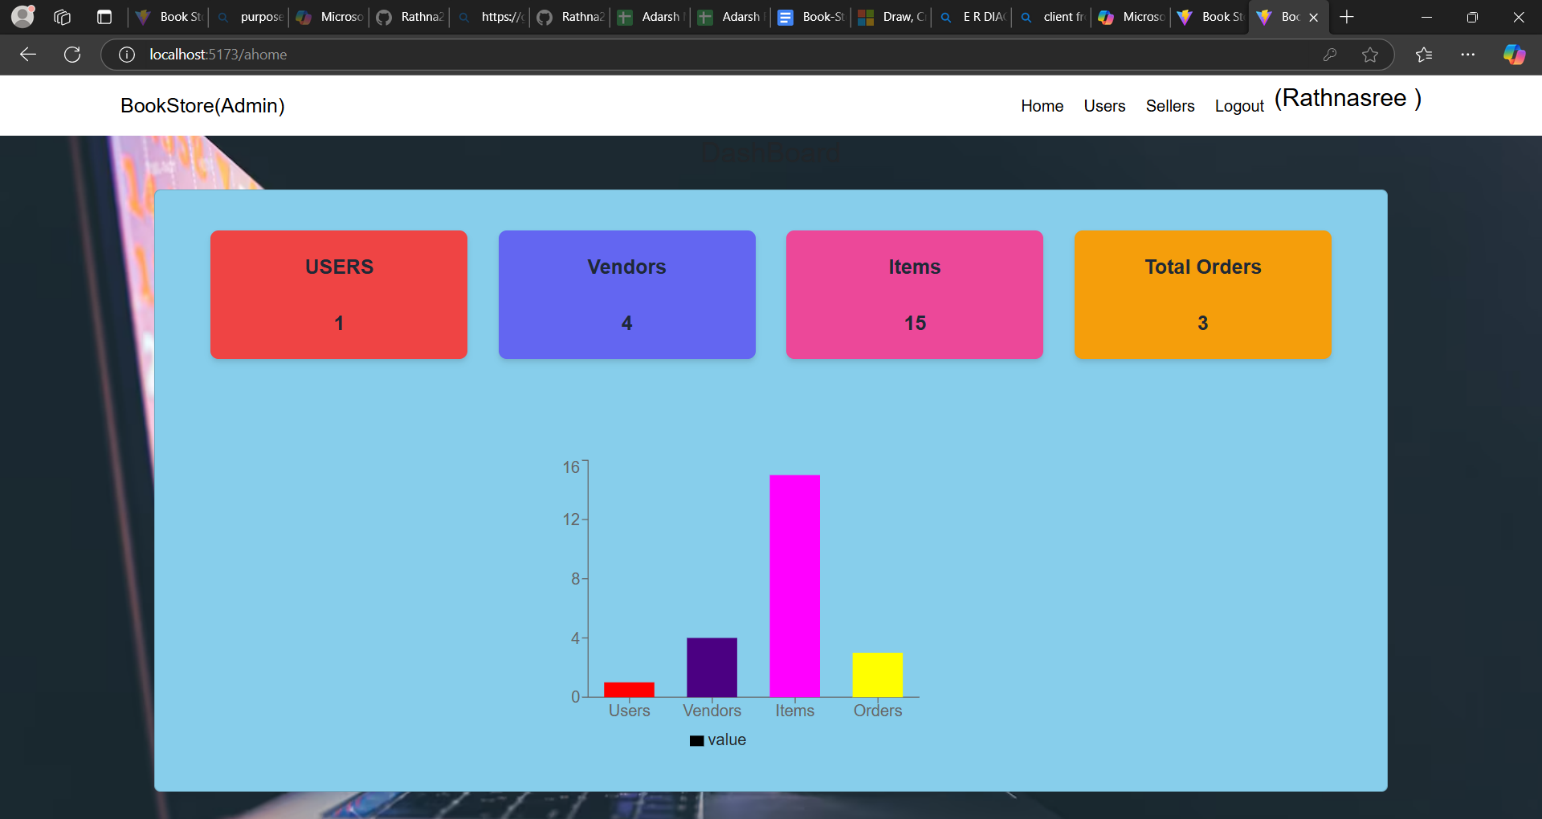 Book St
purpose
Microso
Rathna2
https://g
Rathna2
Adarsh
Adarsh
Book-St
Draw, C
E R DIA
client fr
Microso
Book St
Boo
localhost:5173/ahome
BookStore(Admin)
Home Users Sellers Logout (Rathnasree )
DashBoard
USERS Vendors Items Total Orders
1 4 15 3
16
12
8
4
0
Users Vendors Items Orders
value